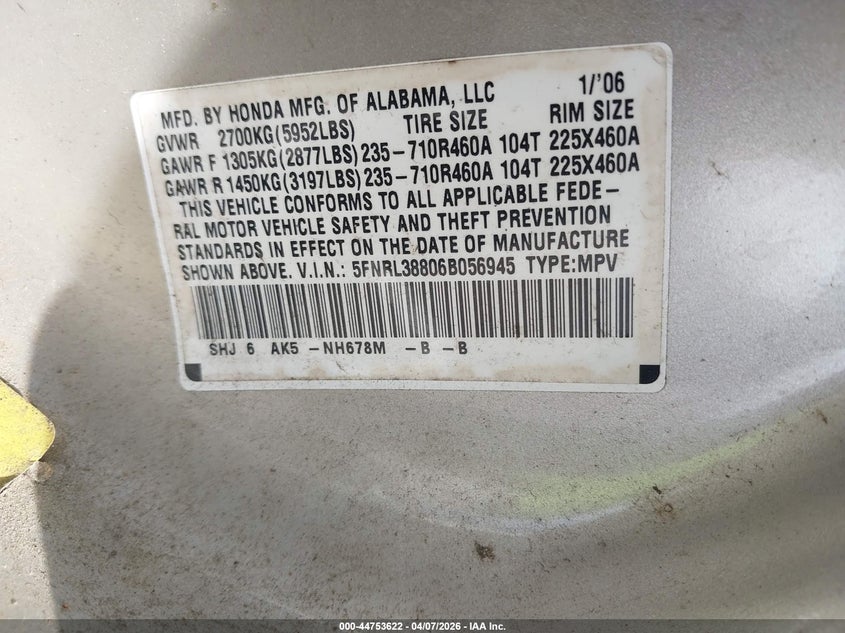 MFD. BY HONDA MFG. OF ALABAMA, LLC 1/'06
GVWR 2700KG(5952LBS) TIRE SIZE RIM SIZE
GAWR F 1305KG(2877LBS)235-710R460A 104T 225X460A
GAWR R 1450KG(3197LBS)235-710R460A 104T 225X460A
THIS VEHICLE CONFORMS TO ALL APPLICABLE FEDE-
RAL MOTOR VEHICLE SAFETY AND THEFT PREVENTION
STANDARDS IN EFFECT ON THE DATE OF MANUFACTURE
SHOWN ABOVE. V.I.N.: 5FNRL38806B056945 TYPE:MPV
SHJ 6 AK5 -NH678M -B -B
000-44753622 | 04/07/2026 - IAA Inc.